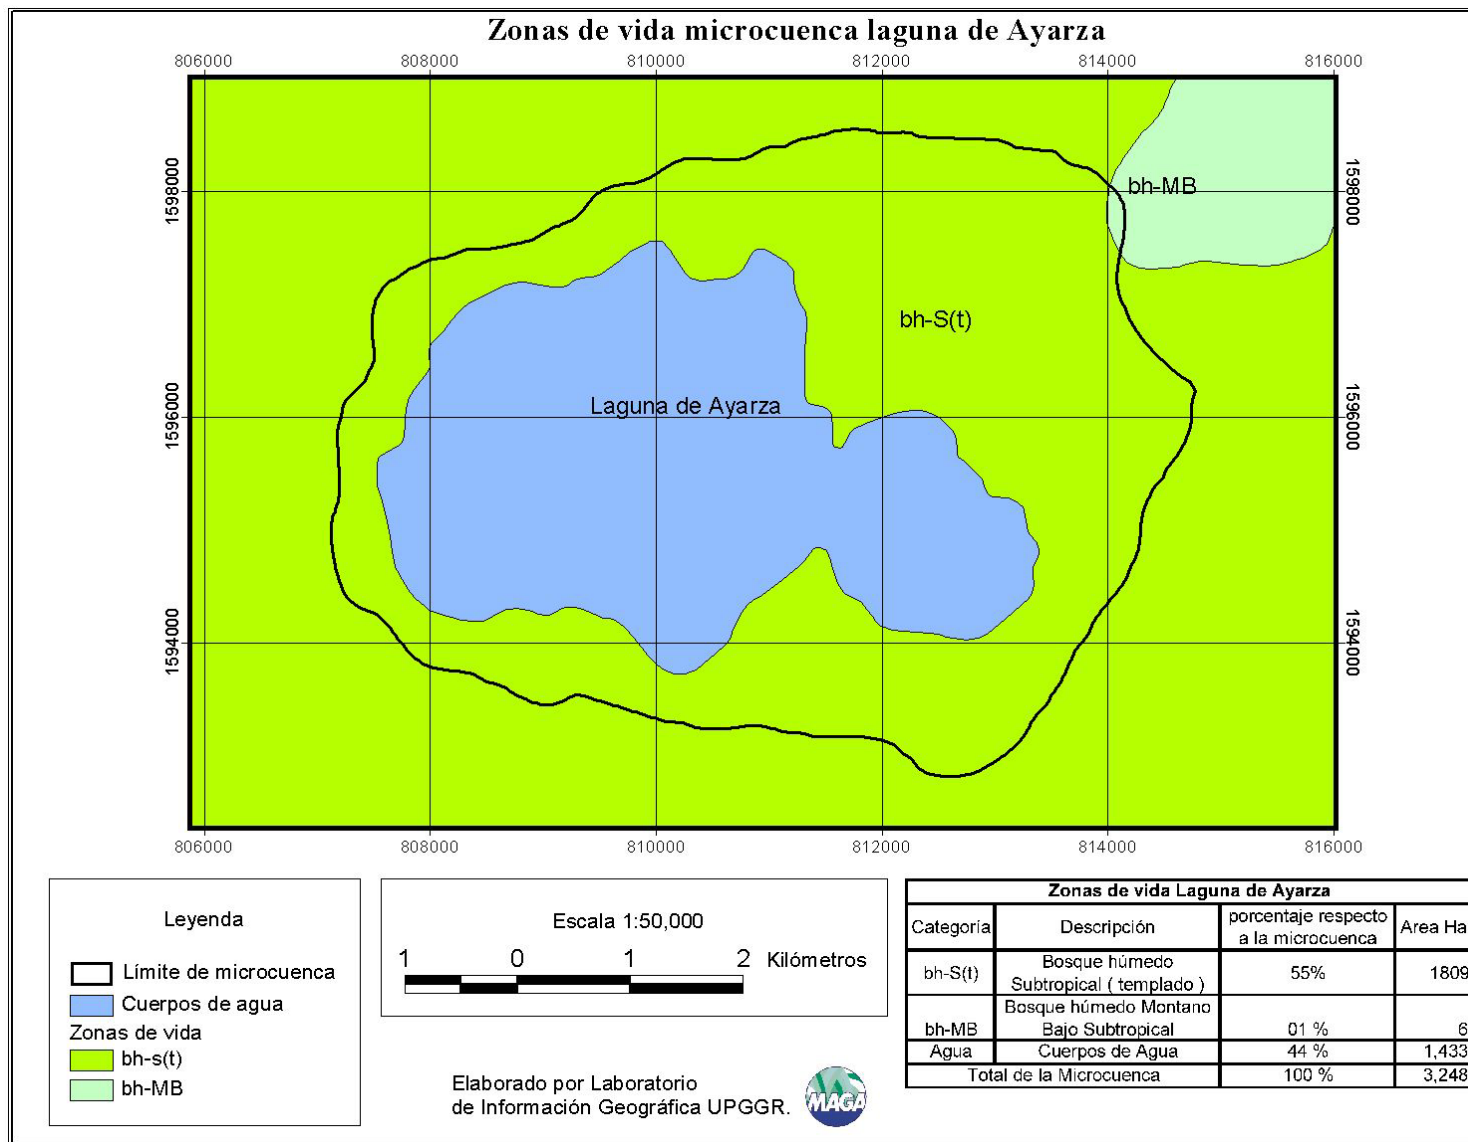 Zonas de vida microcuenca laguna de Ayarza
806000 808000 810000 812000 814000 816000
1598000 1598000
bh-MB
bh-S(t)
Laguna de Ayarza
1596000 1596000
1594000 1594000
806000 808000 810000 812000 814000 816000
Leyenda
Límite de microcuenca
Cuerpos de agua
Zonas de vida
bh-s(t)
bh-MB
Escala 1:50,000
1 0 1 2 Kilómetros
Elaborado por Laboratorio
de Información Geográfica UPGGR.
MAGA
Zonas de vida Laguna de Ayarza
Categoría Descripción porcentaje respecto a la microcuenca Area Ha
bh-S(t) Bosque húmedo Subtropical ( templado ) 55% 1809
bh-MB Bosque húmedo Montano Bajo Subtropical 01 % 6
Agua Cuerpos de Agua 44 % 1,433
Total de la Microcuenca 100 % 3,248